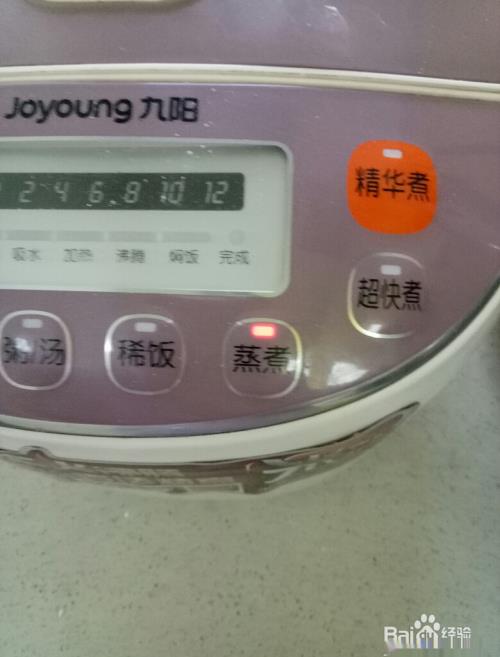 Joyoung 九阳
精华煮
2 4 6 8 10 12
吸水 加热 沸腾 焖饭 完成
超快煮
粥/汤 稀饭 蒸煮
Bai 经验